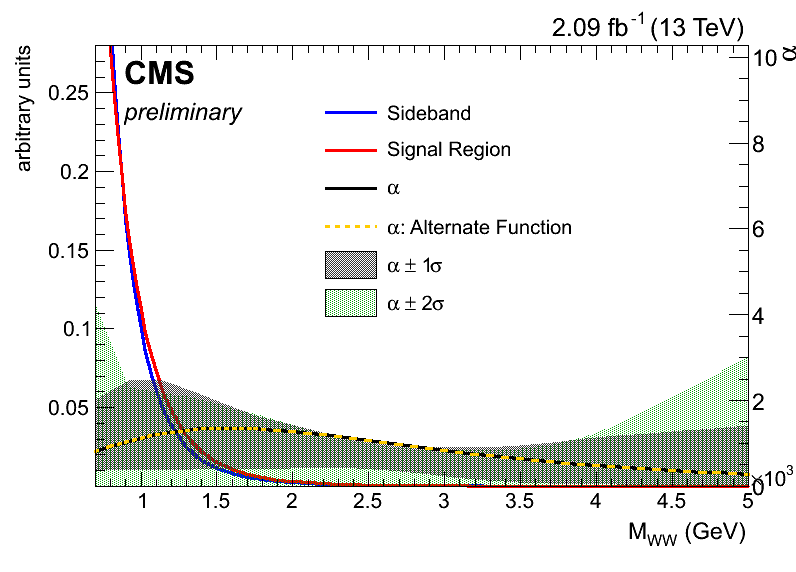 2.09 fb⁻¹ (13 TeV)
arbitrary units
α
CMS
preliminary
Sideband
Signal Region
α
α: Alternate Function
α ± 1σ
α ± 2σ
0.25
0.2
0.15
0.1
0.05
10
8
6
4
2
0
×10³
1
1.5
2
2.5
3
3.5
4
4.5
5
M_WW (GeV)